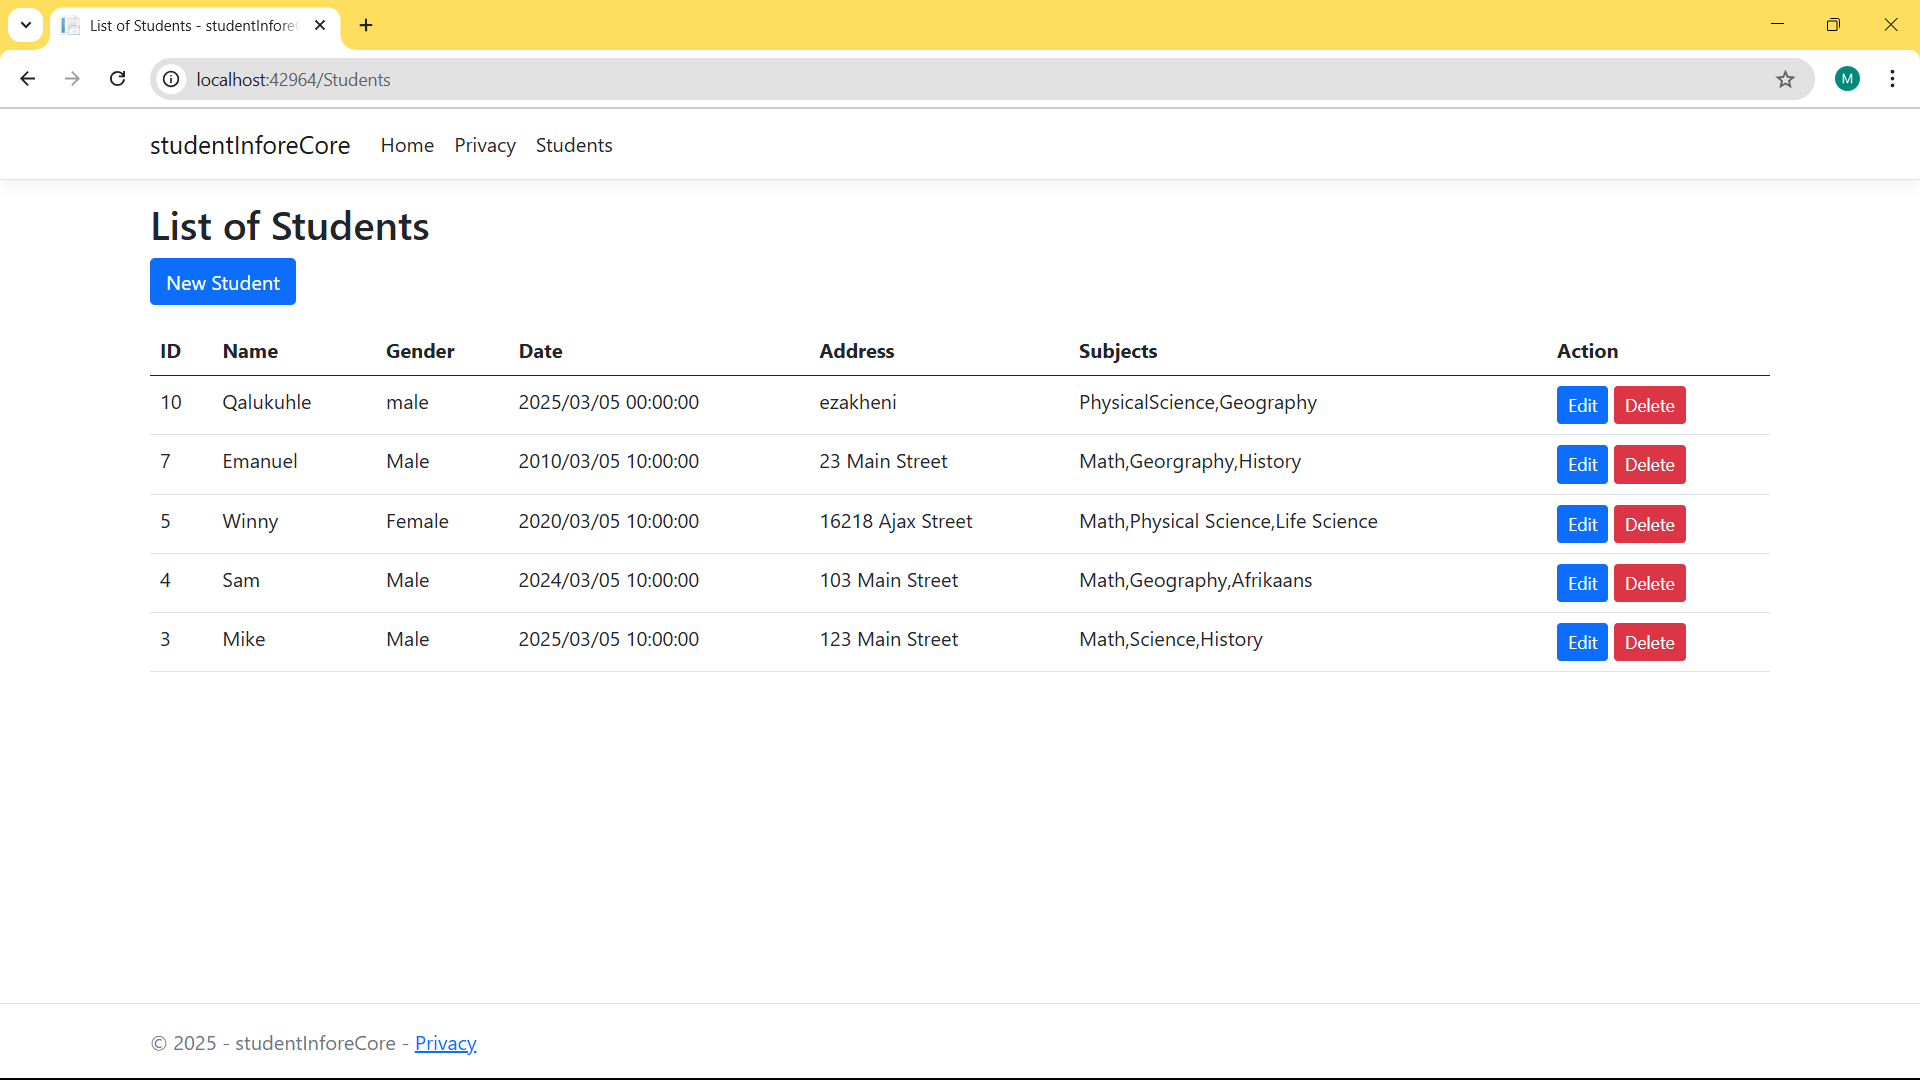 List of Students - studentInfore
localhost:42964/Students
M
studentInforeCore Home Privacy Students
List of Students
New Student
ID Name Gender Date Address Subjects Action
10 Qalukuhle male 2025/03/05 00:00:00 ezakheni PhysicalScience,Geography Edit Delete
7 Emanuel Male 2010/03/05 10:00:00 23 Main Street Math,Georgraphy,History Edit Delete
5 Winny Female 2020/03/05 10:00:00 16218 Ajax Street Math,Physical Science,Life Science Edit Delete
4 Sam Male 2024/03/05 10:00:00 103 Main Street Math,Geography,Afrikaans Edit Delete
3 Mike Male 2025/03/05 10:00:00 123 Main Street Math,Science,History Edit Delete
© 2025 - studentInforeCore - Privacy